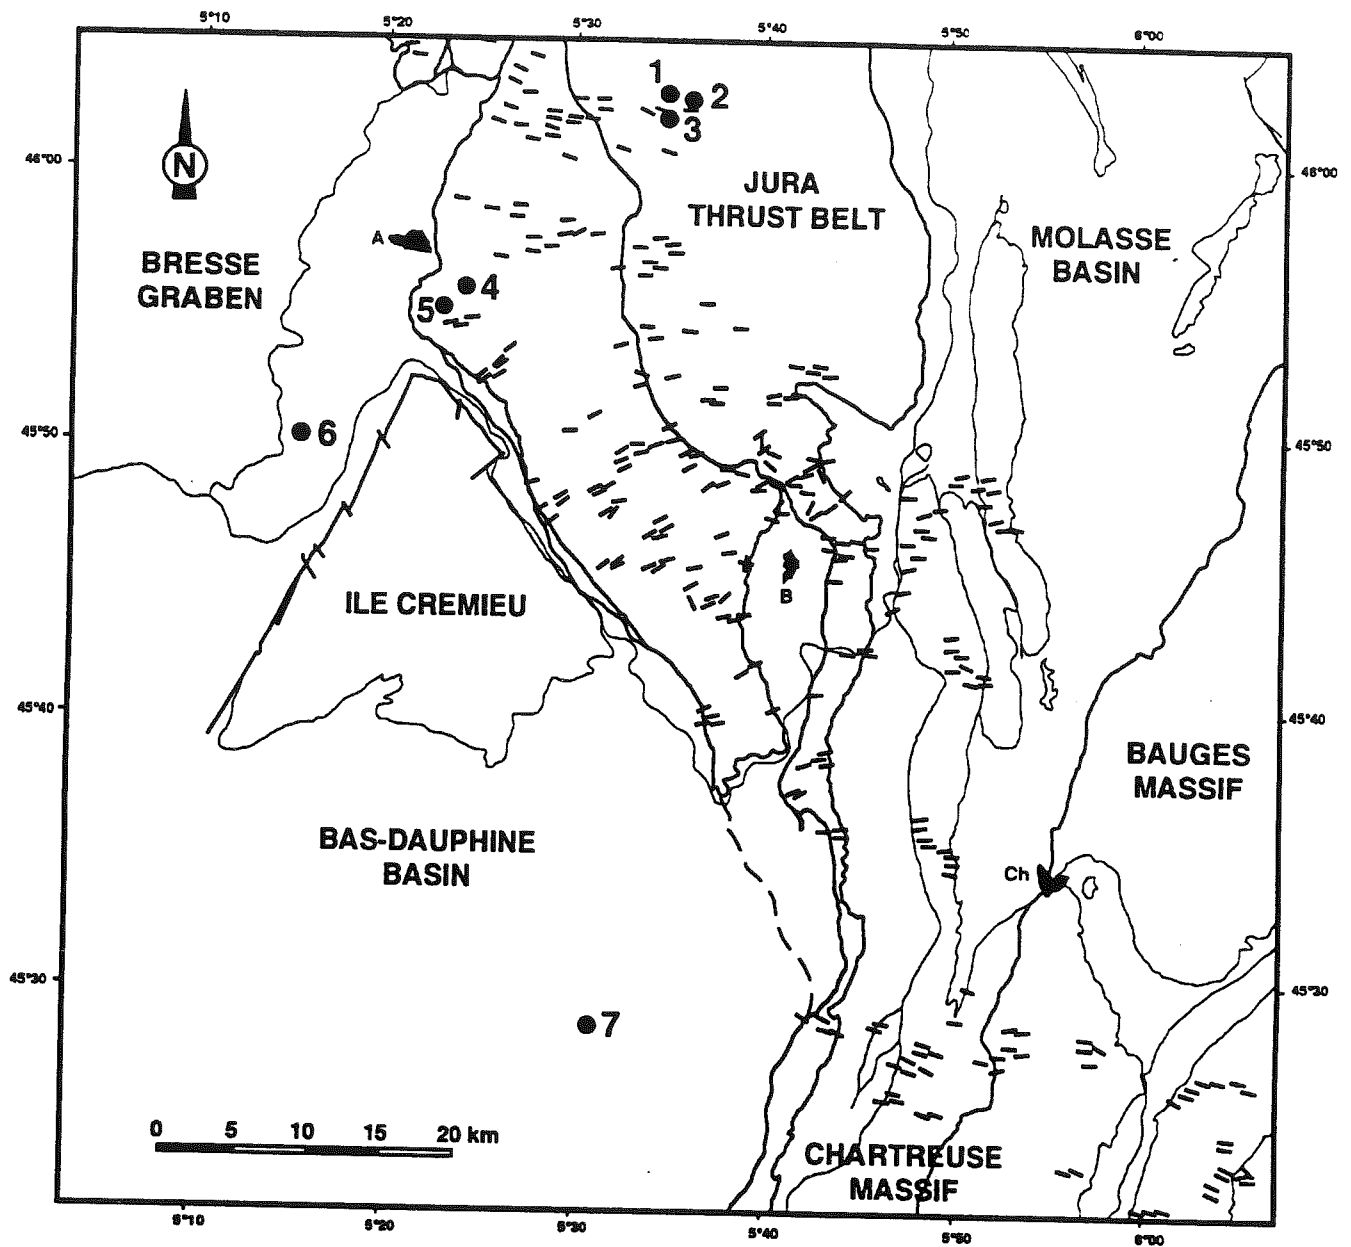 5°10
5°20
5°30
5°40
5°50
6°00
1
2
3
46°00
46°00
N
JURA
THRUST BELT
A
MOLASSE
BASIN
BRESSE
GRABEN
4
5
6
45°50
45°50
B
ILE CREMIEU
45°40
45°40
BAUGES
MASSIF
BAS-DAUPHINE
BASIN
Ch
45°30
45°30
7
0 5 10 15 20 km
CHARTREUSE
MASSIF
5°10
5°20
5°30
5°40
5°50
6°00